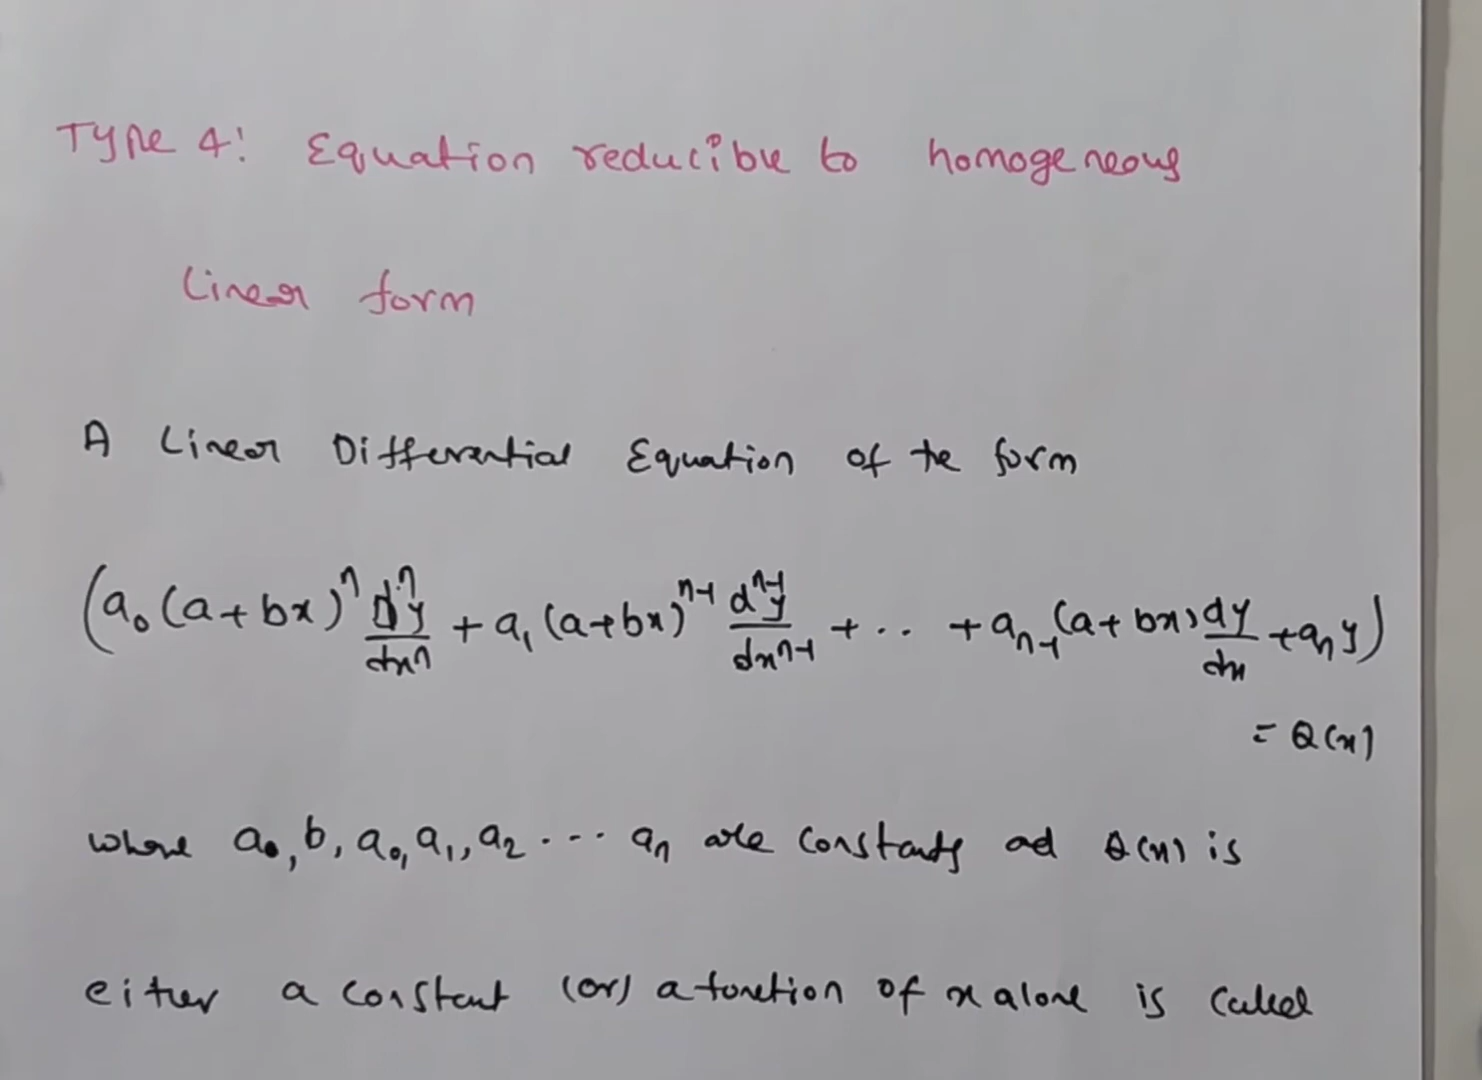 Type 4: Equation reducible to homogeneous
Linear form
A Linear Differential Equation of the form
(a₀(a+bx)ⁿ dⁿy/dxⁿ + a₁(a+bx)ⁿ⁻¹ dⁿ⁻¹y/dxⁿ⁻¹ + .. + aₙ₋₁(a+bx) dy/dx + aₙy)
= Q(x)
where a₀, b, a₀, a₁, a₂ ... aₙ are constants ad Q(x) is
either a constant (or) a function of x alone is called